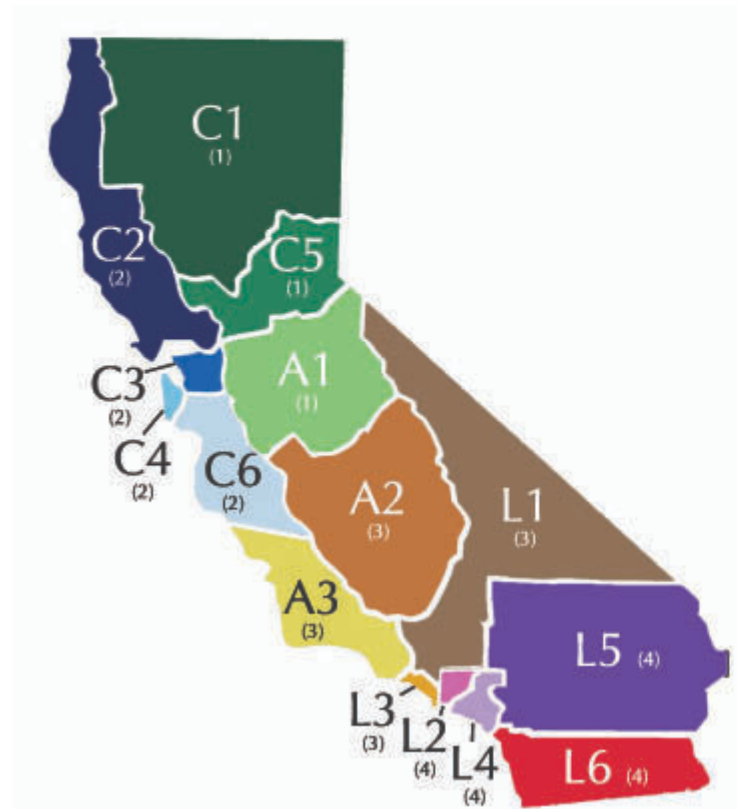 C1
(1)
C2
(2)
C5
(1)
C3
(2)
A1
(1)
C4
(2)
C6
(2)
A2
(3)
L1
(3)
A3
(3)
L5 (4)
L3
(3)
L2
(4)
L4
(4)
L6 (4)